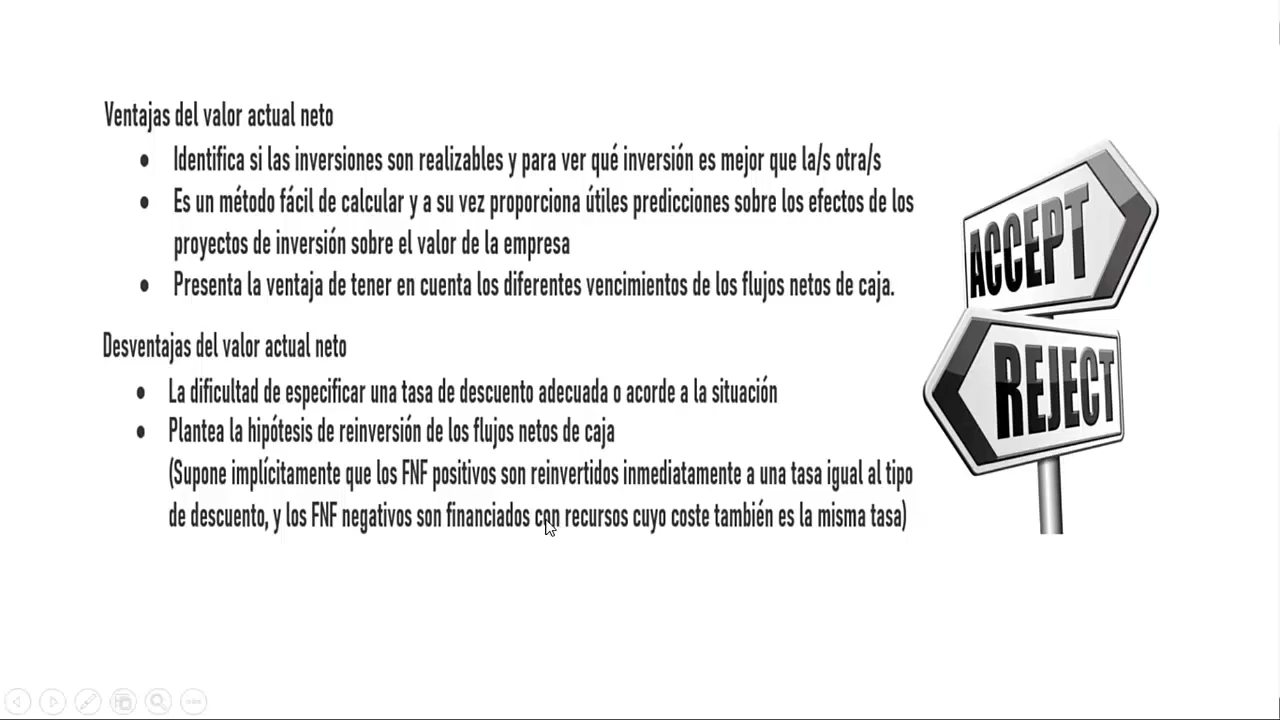 Ventajas del valor actual neto
• Identifica si las inversiones son realizables y para ver qué inversión es mejor que la/s otra/s
• Es un método fácil de calcular y a su vez proporciona útiles predicciones sobre los efectos de los
proyectos de inversión sobre el valor de la empresa
• Presenta la ventaja de tener en cuenta los diferentes vencimientos de los flujos netos de caja.
Desventajas del valor actual neto
• La dificultad de especificar una tasa de descuento adecuada o acorde a la situación
• Plantea la hipótesis de reinversión de los flujos netos de caja
(Supone implícitamente que los FNF positivos son reinvertidos inmediatamente a una tasa igual al tipo
de descuento, y los FNF negativos son financiados con recursos cuyo coste también es la misma tasa)
ACCEPT
REJECT